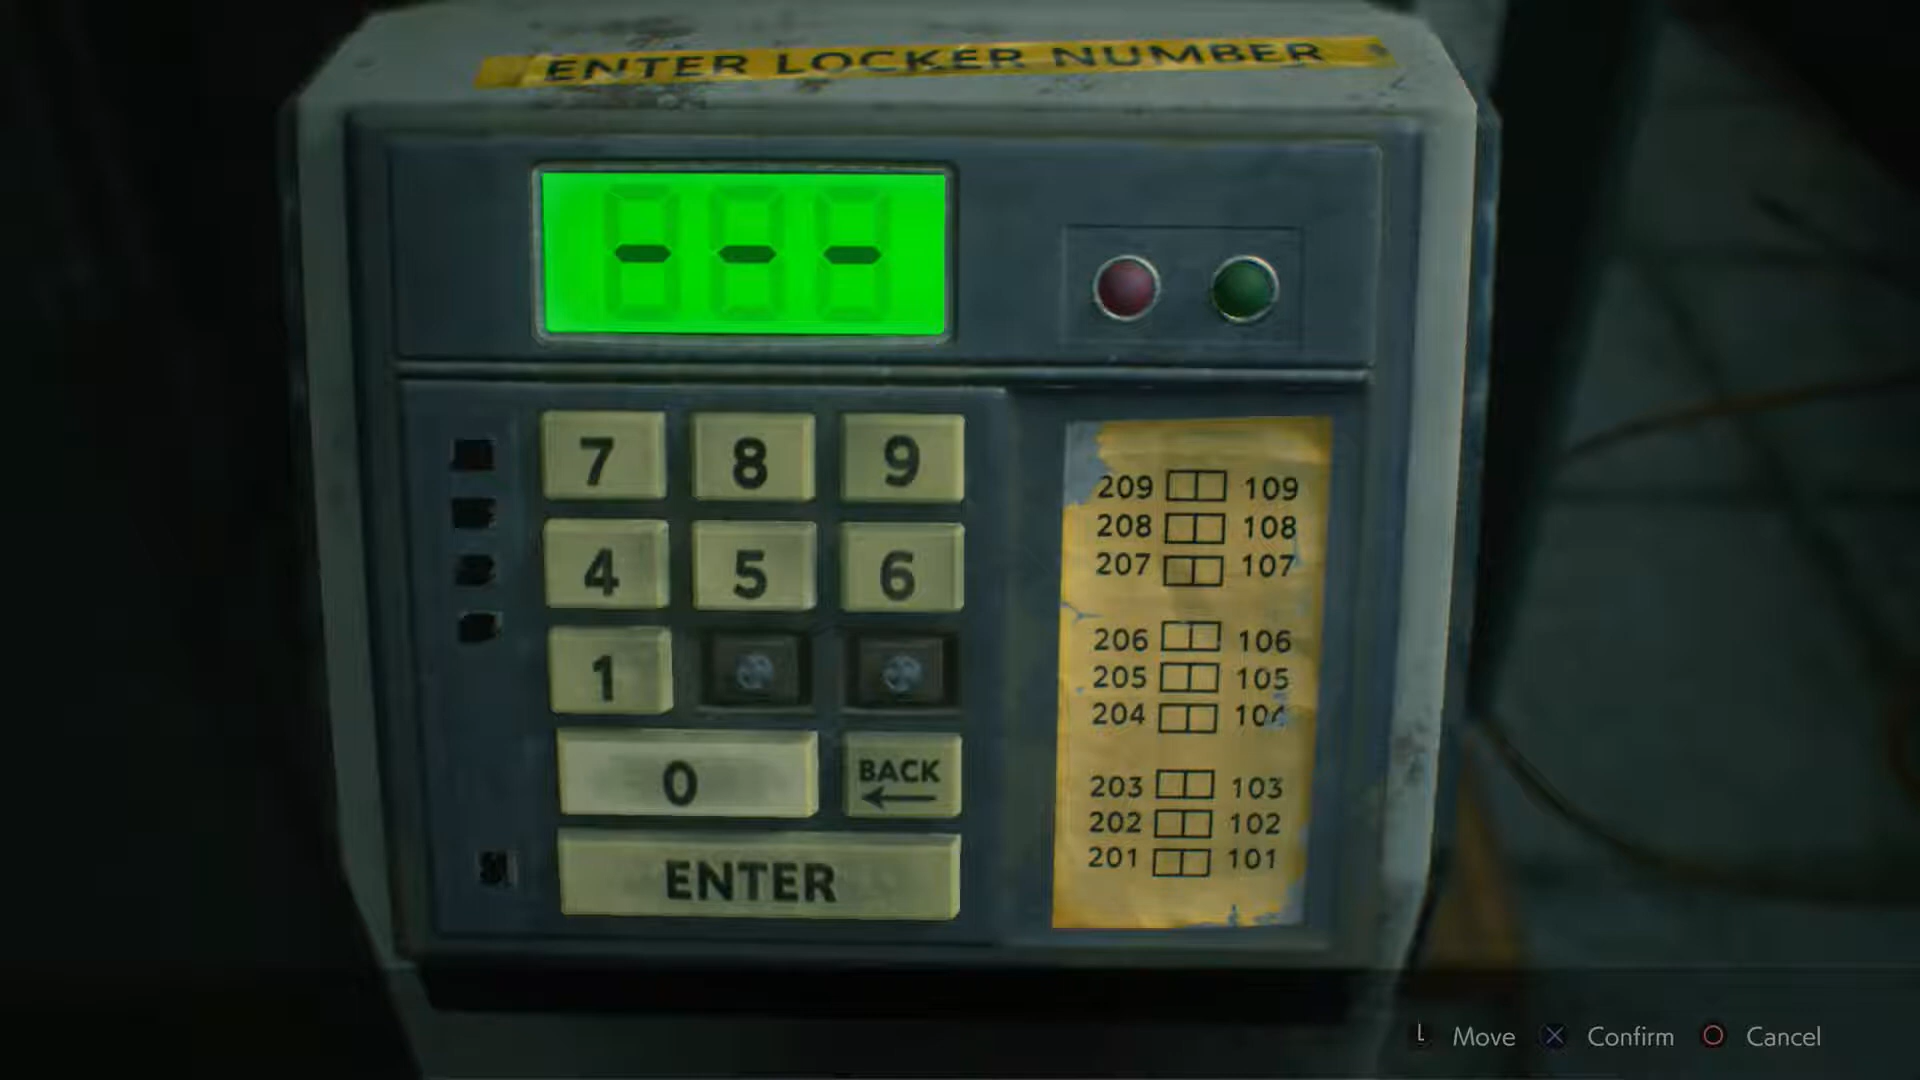 ENTER LOCKER NUMBER
- - -
7 8 9
4 5 6
1
0 BACK
ENTER
209 109
208 108
207 107
206 106
205 105
204 104
203 103
202 102
201 101
L Move X Confirm O Cancel